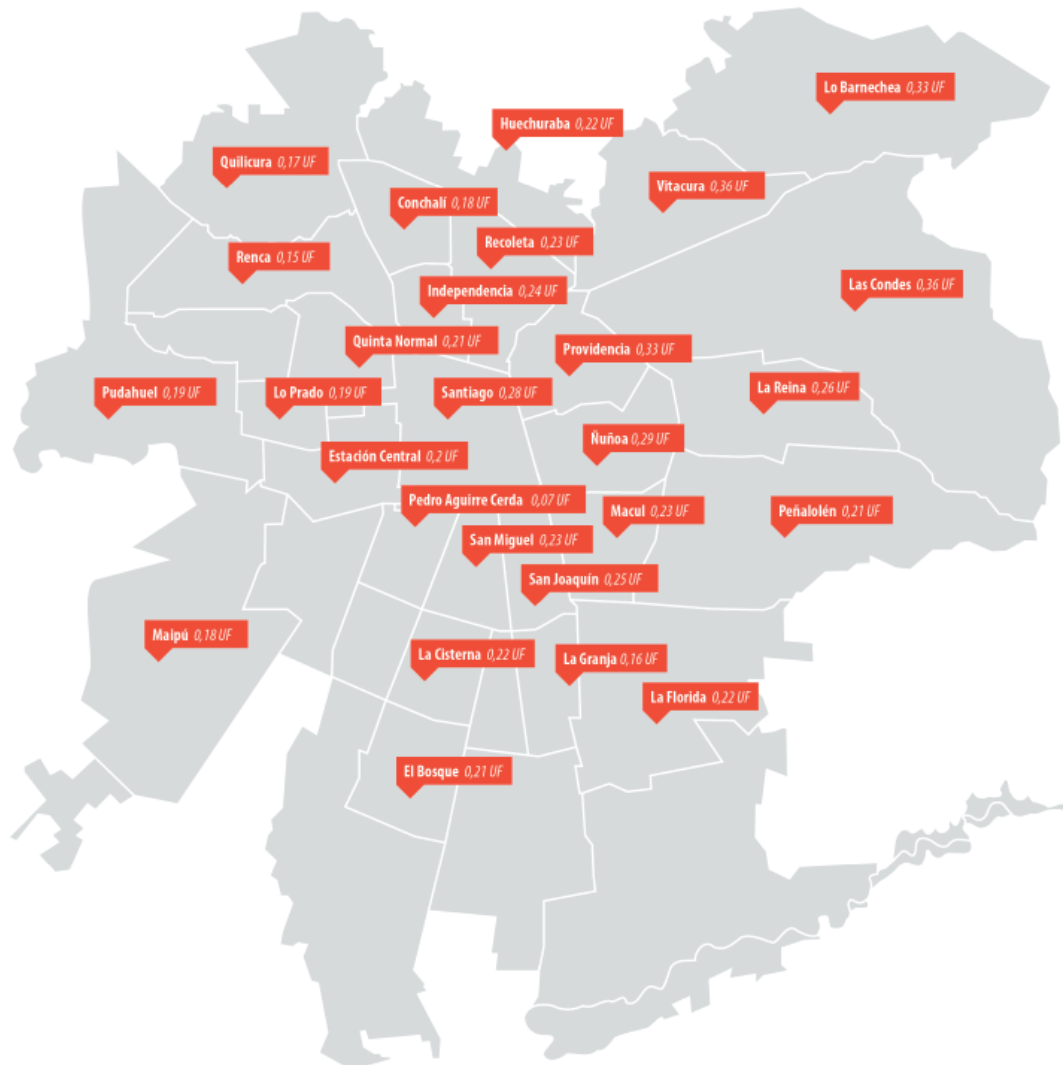 Lo Barnechea 0,33 UF
Huechuraba 0,22 UF
Quilicura 0,17 UF
Vitacura 0,36 UF
Conchalí 0,18 UF
Recoleta 0,23 UF
Renca 0,15 UF
Las Condes 0,36 UF
Independencia 0,24 UF
Quinta Normal 0,21 UF
Providencia 0,33 UF
La Reina 0,26 UF
Pudahuel 0,19 UF
Lo Prado 0,19 UF
Santiago 0,28 UF
Ñuñoa 0,29 UF
Estación Central 0,2 UF
Pedro Aguirre Cerda 0,07 UF
Macul 0,23 UF
Peñalolén 0,21 UF
San Miguel 0,23 UF
San Joaquín 0,25 UF
Maipú 0,18 UF
La Cisterna 0,22 UF
La Granja 0,16 UF
La Florida 0,22 UF
El Bosque 0,21 UF